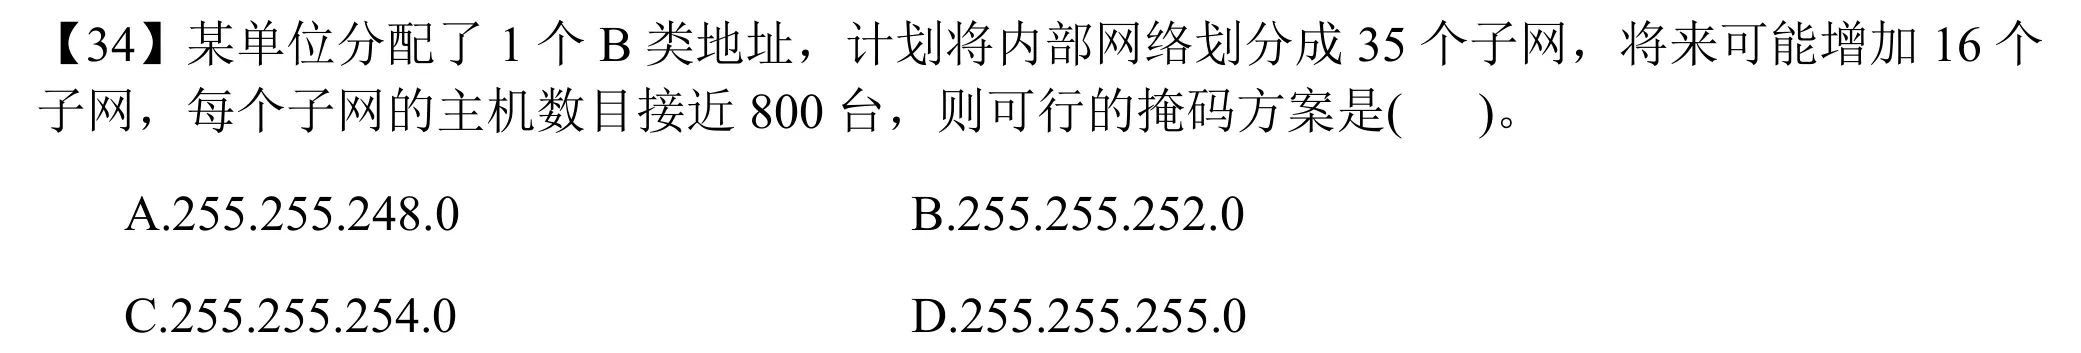 【34】某单位分配了 1 个 B 类地址，计划将内部网络划分成 35 个子网，将来可能增加 16 个
子网，每个子网的主机数目接近 800 台，则可行的掩码方案是(    )。
A.255.255.248.0    B.255.255.252.0
C.255.255.254.0    D.255.255.255.0